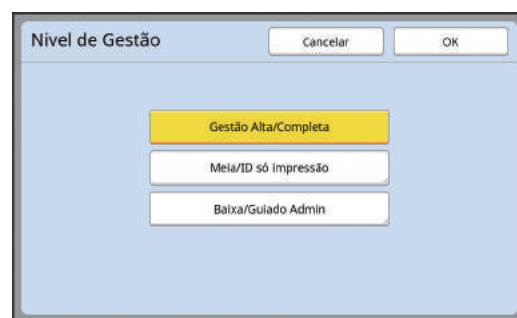 Nivel de Gestão
Cancelar
OK
Gestão Alta/Completa
Meia/ID só impressão
Baixa/Guiado Admin